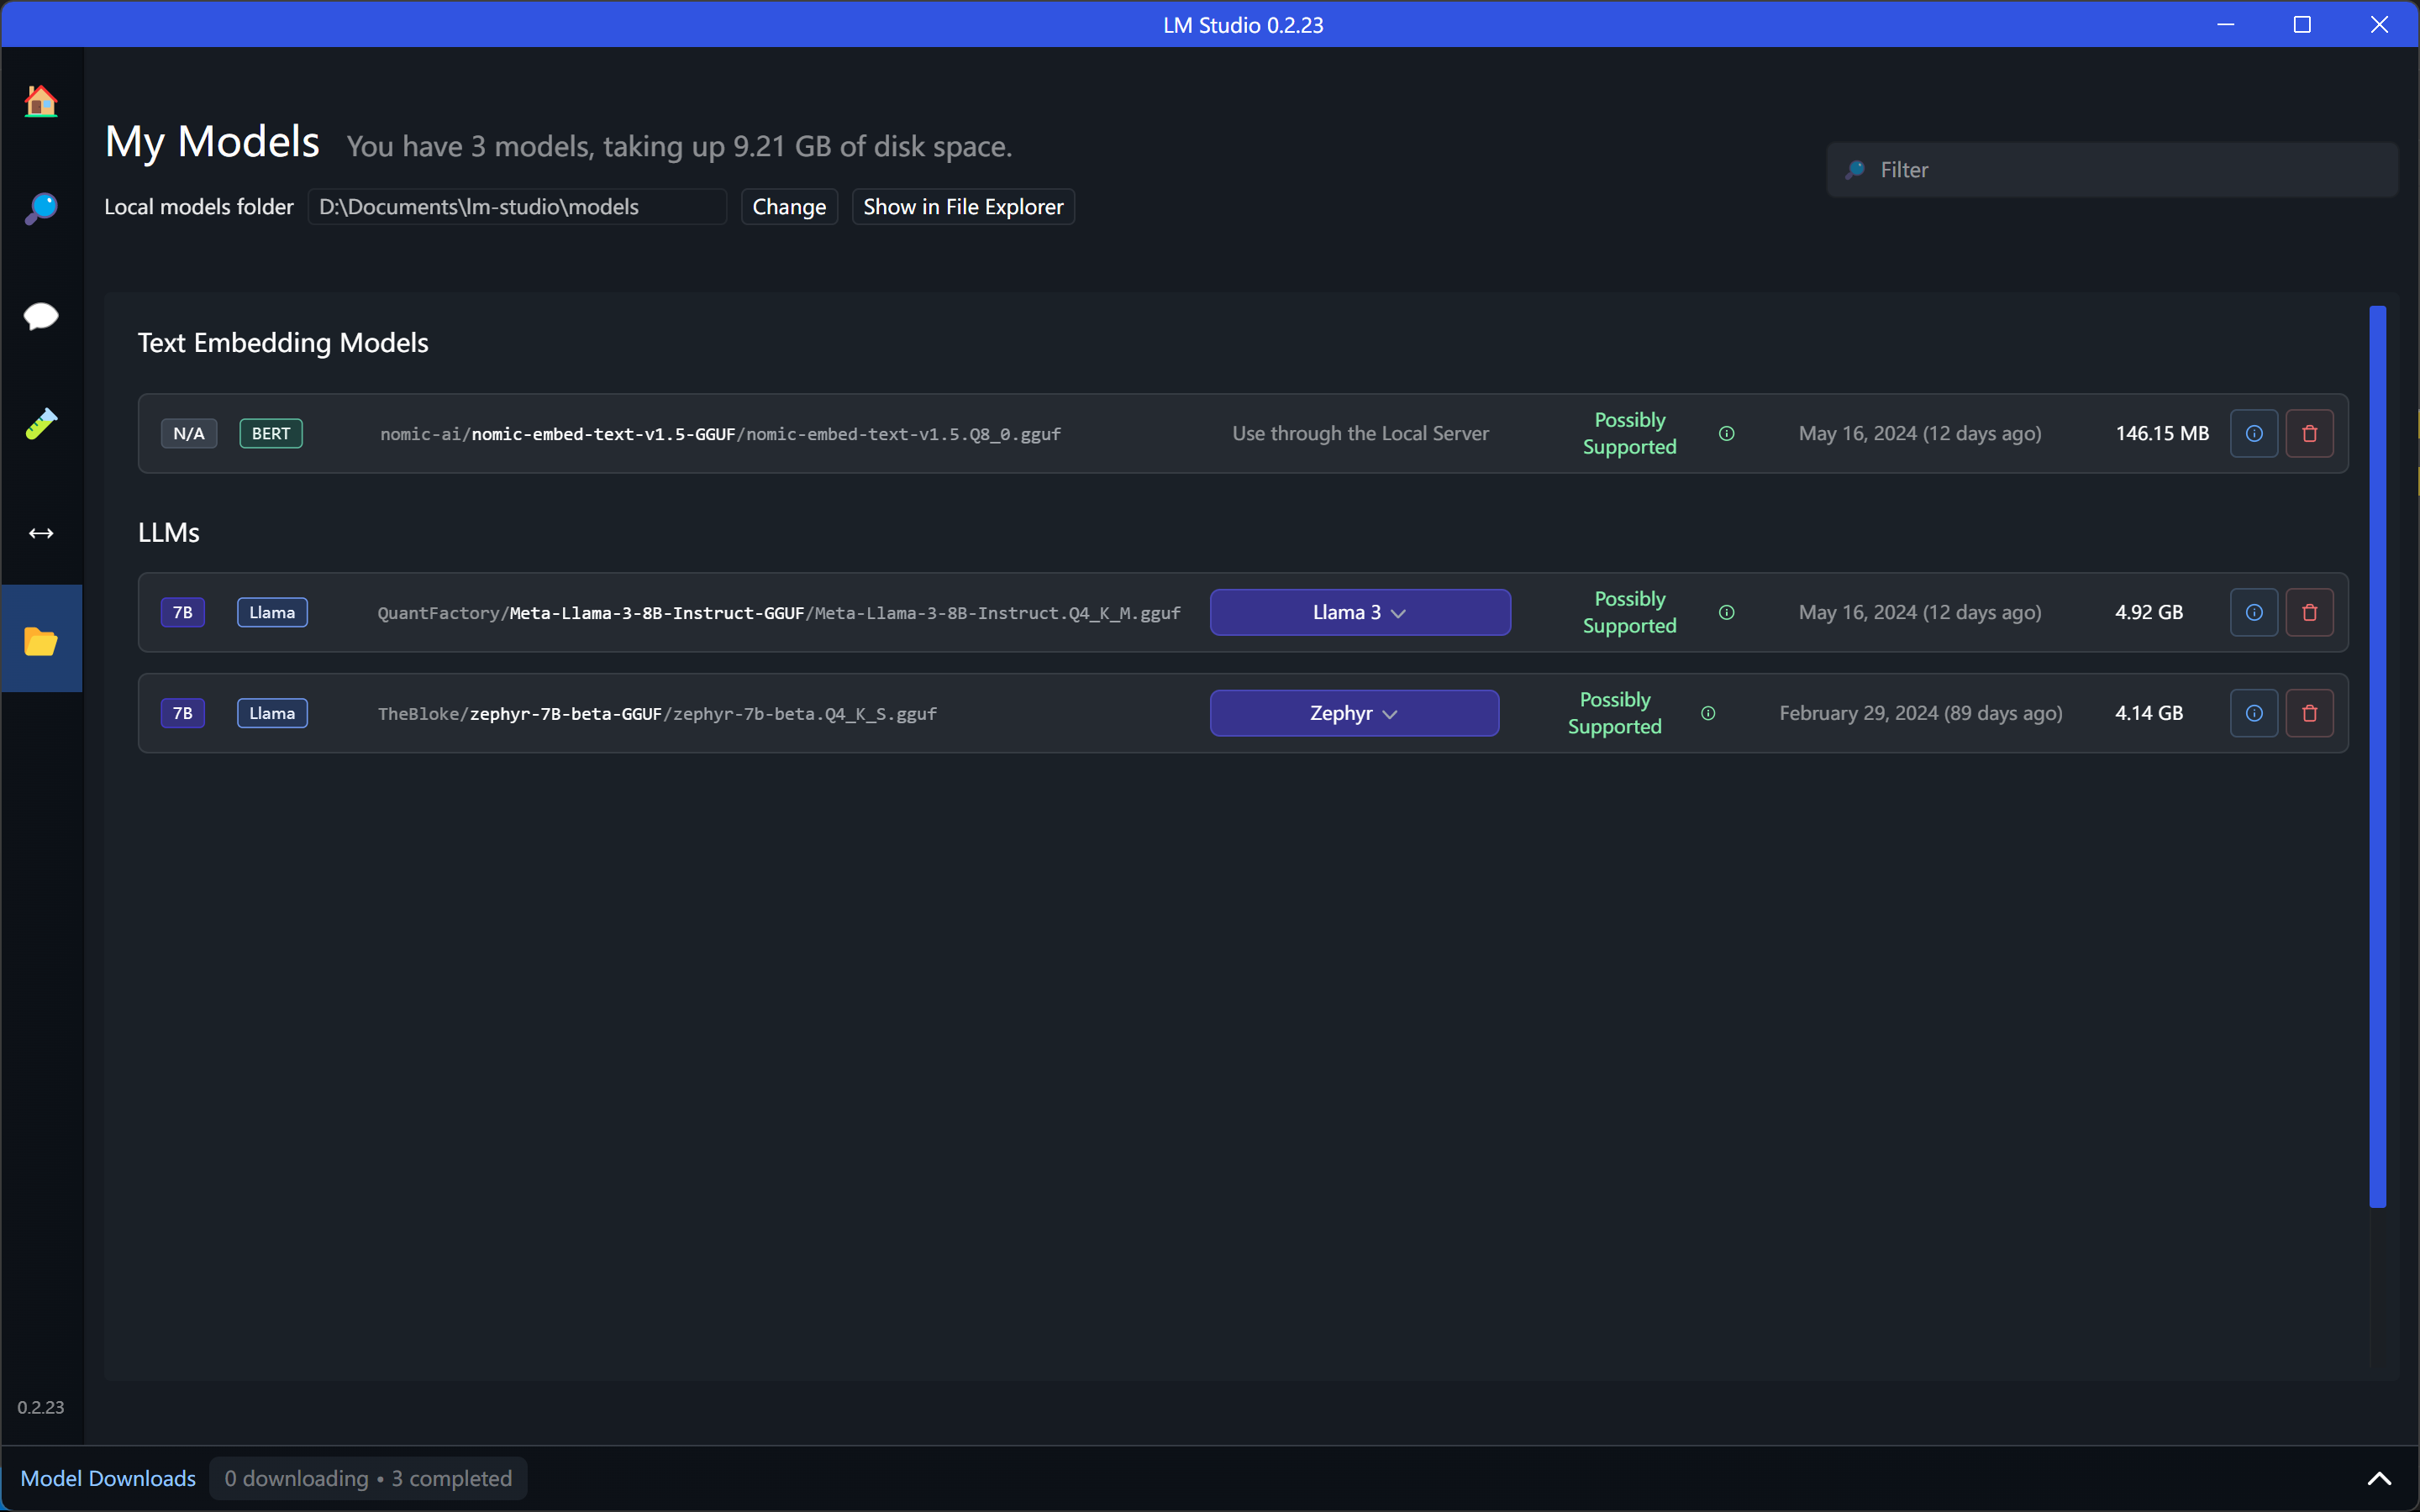 LM Studio 0.2.23
My Models You have 3 models, taking up 9.21 GB of disk space.
Filter
Local models folder D:\Documents\lm-studio\models Change Show in File Explorer
Text Embedding Models
N/A BERT nomic-ai/nomic-embed-text-v1.5-GGUF/nomic-embed-text-v1.5.Q8_0.gguf Use through the Local Server Possibly Supported May 16, 2024 (12 days ago) 146.15 MB
LLMs
7B Llama QuantFactory/Meta-Llama-3-8B-Instruct-GGUF/Meta-Llama-3-8B-Instruct.Q4_K_M.gguf Llama 3 Possibly Supported May 16, 2024 (12 days ago) 4.92 GB
7B Llama TheBloke/zephyr-7B-beta-GGUF/zephyr-7b-beta.Q4_K_S.gguf Zephyr Possibly Supported February 29, 2024 (89 days ago) 4.14 GB
0.2.23
Model Downloads 0 downloading • 3 completed